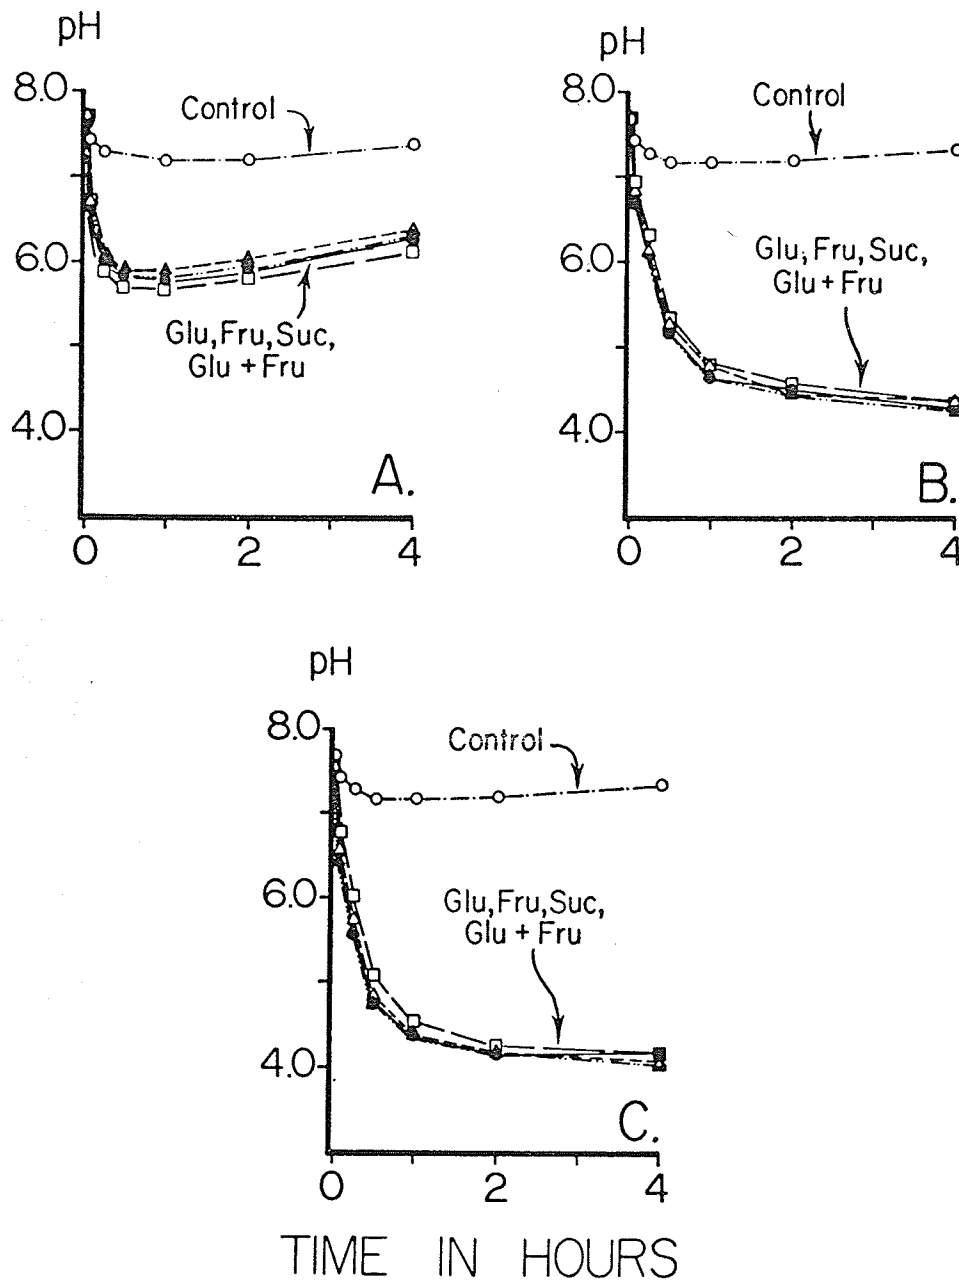 pH
8.0
Control
6.0
Glu, Fru, Suc,
Glu + Fru
4.0
A.
0 2 4
pH
8.0
Control
6.0
Glu, Fru, Suc,
Glu + Fru
4.0
B.
0 2 4
pH
8.0
Control
6.0
Glu, Fru, Suc,
Glu + Fru
4.0
C.
0 2 4
TIME IN HOURS